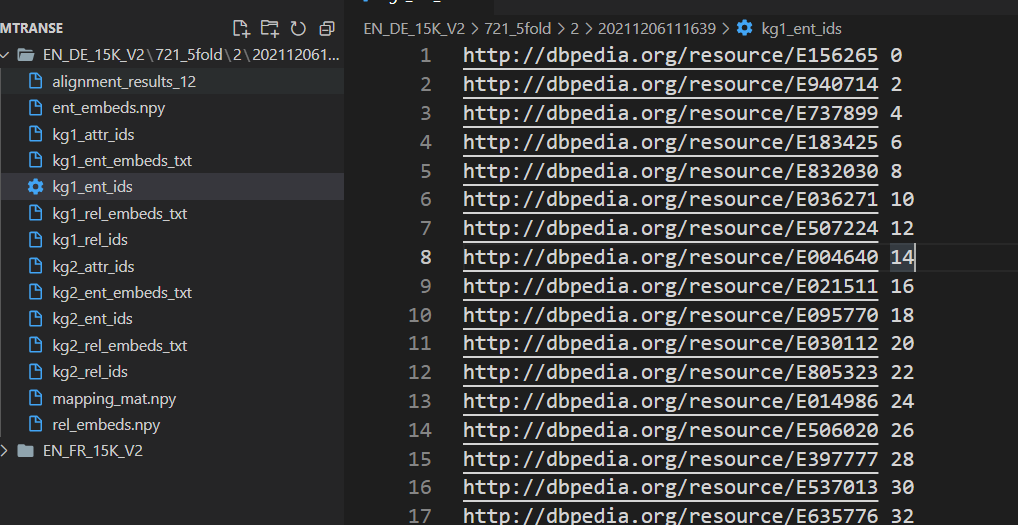 MTRANSE
EN_DE_15K_V2\721_5fold\2\202112061...
alignment_results_12
ent_embeds.npy
kg1_attr_ids
kg1_ent_embeds_txt
kg1_ent_ids
kg1_rel_embeds_txt
kg1_rel_ids
kg2_attr_ids
kg2_ent_embeds_txt
kg2_ent_ids
kg2_rel_embeds_txt
kg2_rel_ids
mapping_mat.npy
rel_embeds.npy
EN_FR_15K_V2
EN_DE_15K_V2 > 721_5fold > 2 > 20211206111639 > kg1_ent_ids
1 http://dbpedia.org/resource/E156265 0
2 http://dbpedia.org/resource/E940714 2
3 http://dbpedia.org/resource/E737899 4
4 http://dbpedia.org/resource/E183425 6
5 http://dbpedia.org/resource/E832030 8
6 http://dbpedia.org/resource/E036271 10
7 http://dbpedia.org/resource/E507224 12
8 http://dbpedia.org/resource/E004640 14
9 http://dbpedia.org/resource/E021511 16
10 http://dbpedia.org/resource/E095770 18
11 http://dbpedia.org/resource/E030112 20
12 http://dbpedia.org/resource/E805323 22
13 http://dbpedia.org/resource/E014986 24
14 http://dbpedia.org/resource/E506020 26
15 http://dbpedia.org/resource/E397777 28
16 http://dbpedia.org/resource/E537013 30
17 http://dbpedia.org/resource/E635776 32